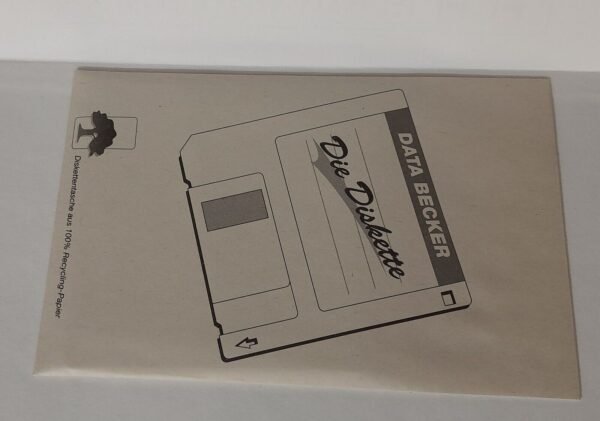 DATA BECKER
Die Diskette
Diskettentasche aus 100% Recycling-Papier